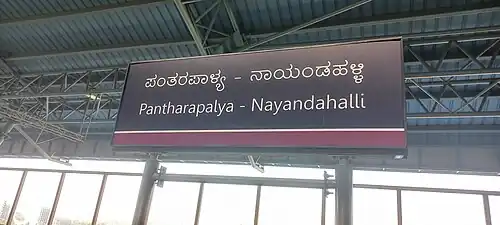 ಪಂತರಪಾಳ್ಯ - ನಾಯಂಡಹಳ್ಳಿ
Pantharapalya - Nayandahalli